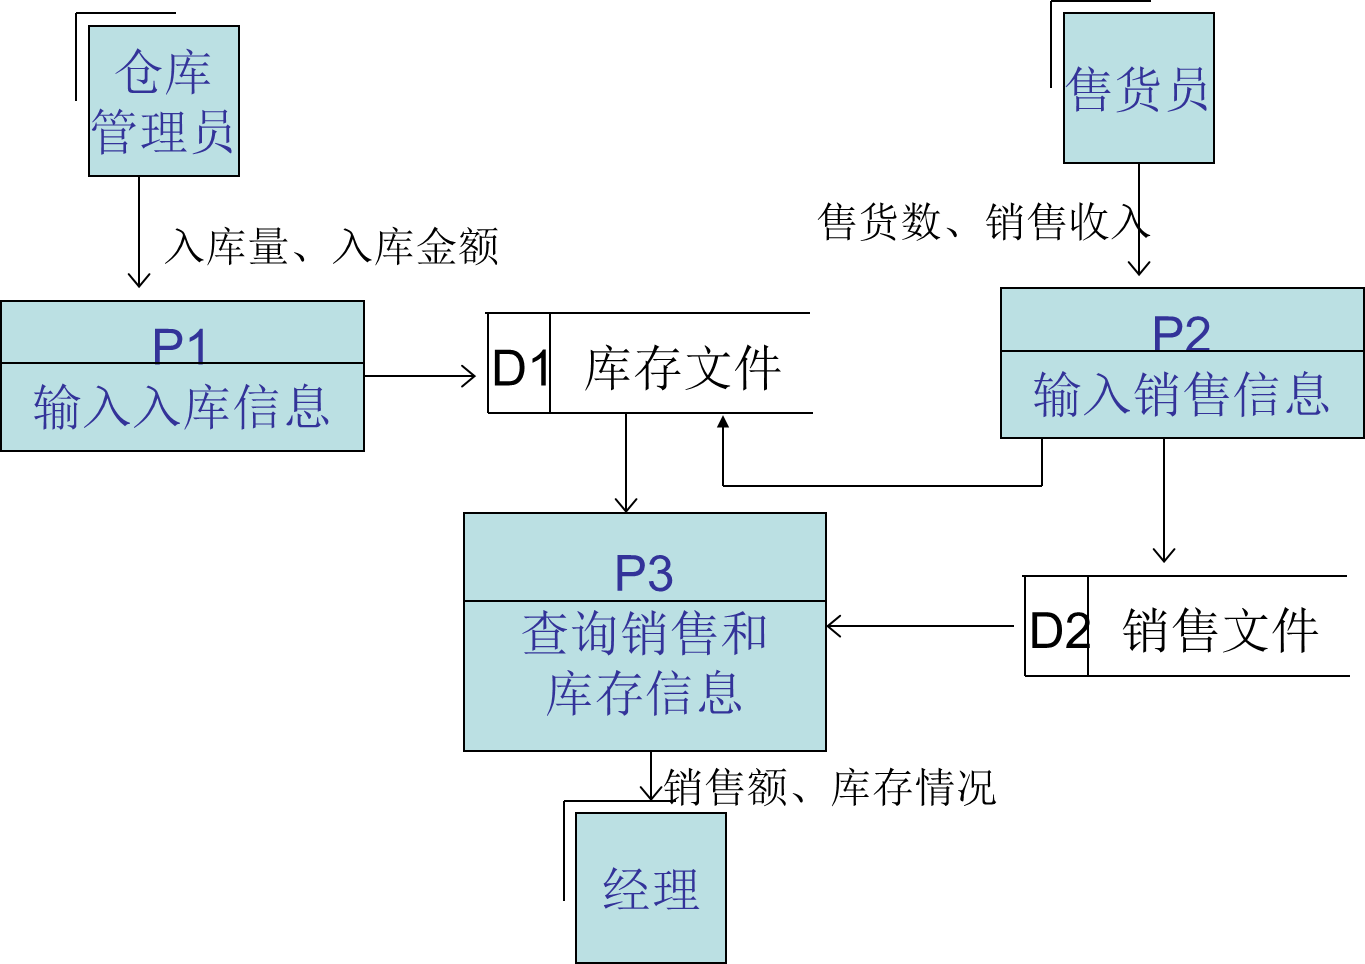 仓库
管理员
售货员
入库量、入库金额
售货数、销售收入
P1
输入入库信息
D1 库存文件
P2
输入销售信息
P3
查询销售和
库存信息
D2 销售文件
销售额、库存情况
经理